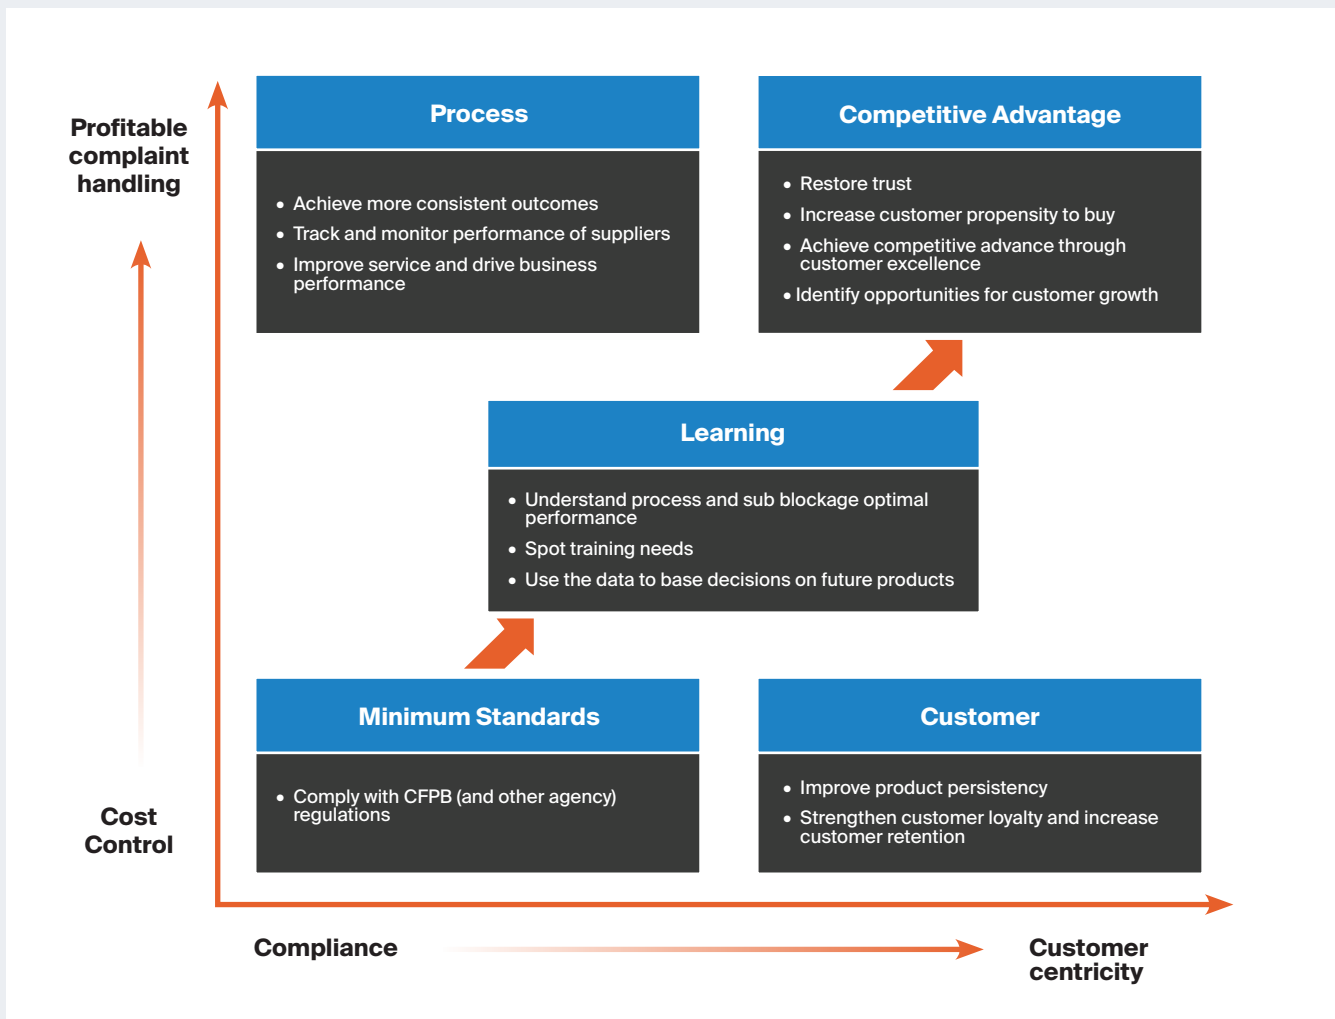 Profitable
complaint
handling
Process
• Achieve more consistent outcomes
• Track and monitor performance of suppliers
• Improve service and drive business
performance
Competitive Advantage
• Restore trust
• Increase customer propensity to buy
• Achieve competitive advance through
customer excellence
• Identify opportunities for customer growth
Learning
• Understand process and sub blockage optimal
performance
• Spot training needs
• Use the data to base decisions on future products
Cost
Control
Minimum Standards
• Comply with CFPB (and other agency)
regulations
Customer
• Improve product persistency
• Strengthen customer loyalty and increase
customer retention
Compliance
Customer
centricity